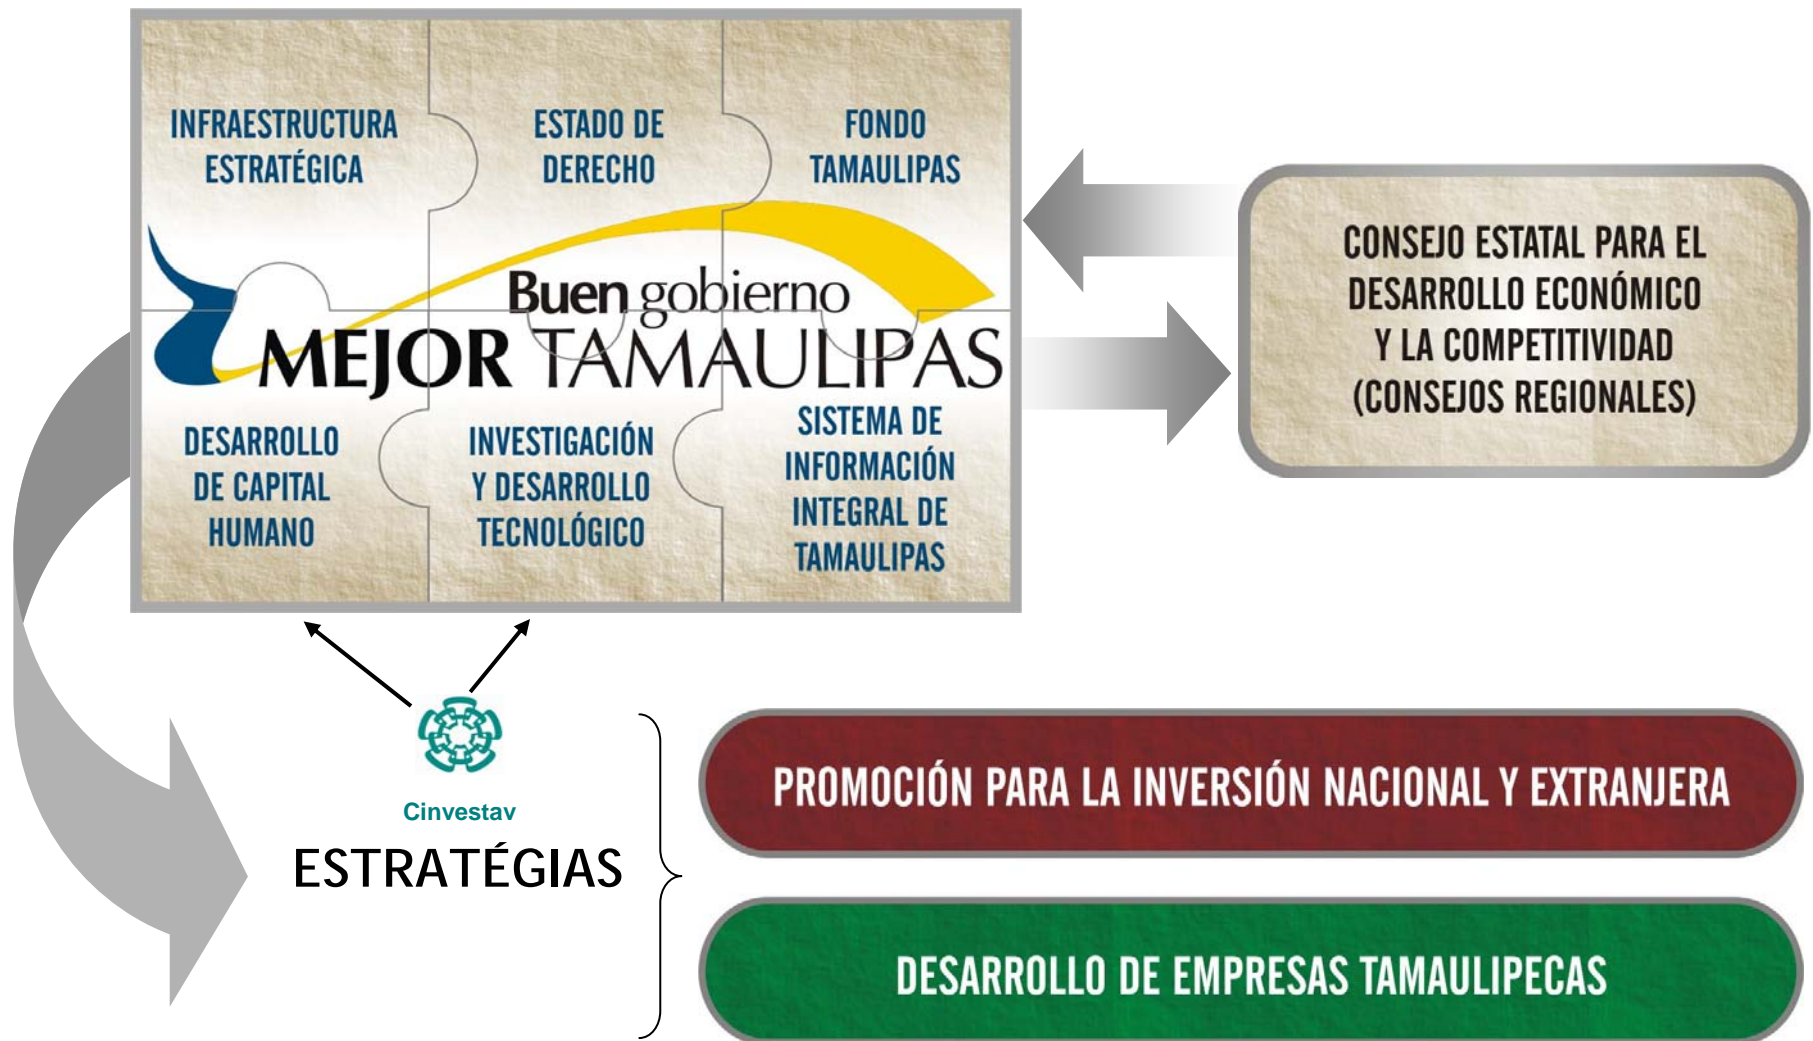 INFRAESTRUCTURA
ESTRATÉGICA
ESTADO DE
DERECHO
FONDO
TAMAULIPAS
Buen gobierno
MEJOR TAMAULIPAS
DESARROLLO
DE CAPITAL
HUMANO
INVESTIGACIÓN
Y DESARROLLO
TECNOLÓGICO
SISTEMA DE
INFORMACIÓN
INTEGRAL DE
TAMAULIPAS
CONSEJO ESTATAL PARA EL
DESARROLLO ECONÓMICO
Y LA COMPETITIVIDAD
(CONSEJOS REGIONALES)
Cinvestav
ESTRATÉGIAS
PROMOCIÓN PARA LA INVERSIÓN NACIONAL Y EXTRANJERA
DESARROLLO DE EMPRESAS TAMAULIPECAS